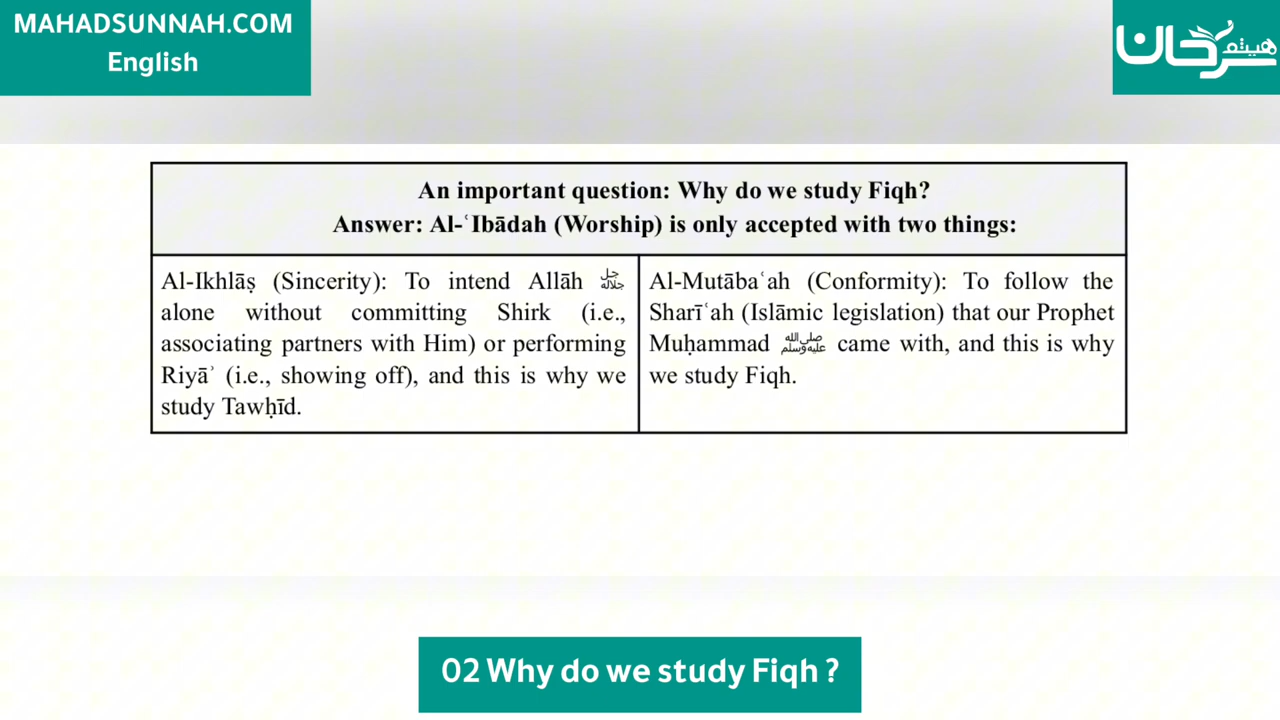 MAHADSUNNAH.COM
English
هيثم
سرحان
An important question: Why do we study Fiqh?
Answer: Al-ʿIbādah (Worship) is only accepted with two things:
Al-Ikhlāṣ (Sincerity): To intend Allāh ﷻ
alone without committing Shirk (i.e.,
associating partners with Him) or performing
Riyāʾ (i.e., showing off), and this is why we
study Tawḥīd.
Al-Mutābaʿah (Conformity): To follow the
Sharīʿah (Islāmic legislation) that our Prophet
Muḥammad ﷺ came with, and this is why
we study Fiqh.
02 Why do we study Fiqh ?